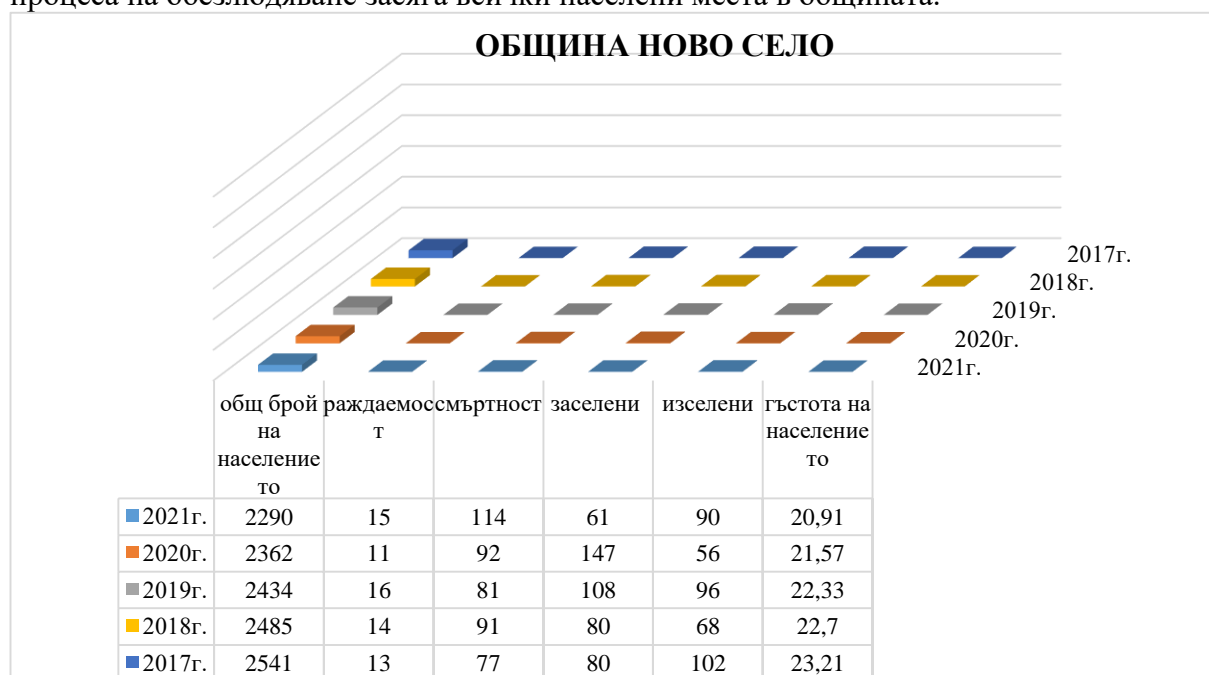 процеса на обезлюдяване засяга всички населени места в общината.
ОБЩИНА НОВО СЕЛО
2017г.
2018г.
2019г.
2020г.
2021г.
общ брой на населението раждаемост смъртност заселени изселени гъстота на населението
2021г. 2290 15 114 61 90 20,91
2020г. 2362 11 92 147 56 21,57
2019г. 2434 16 81 108 96 22,33
2018г. 2485 14 91 80 68 22,7
2017г. 2541 13 77 80 102 23,21